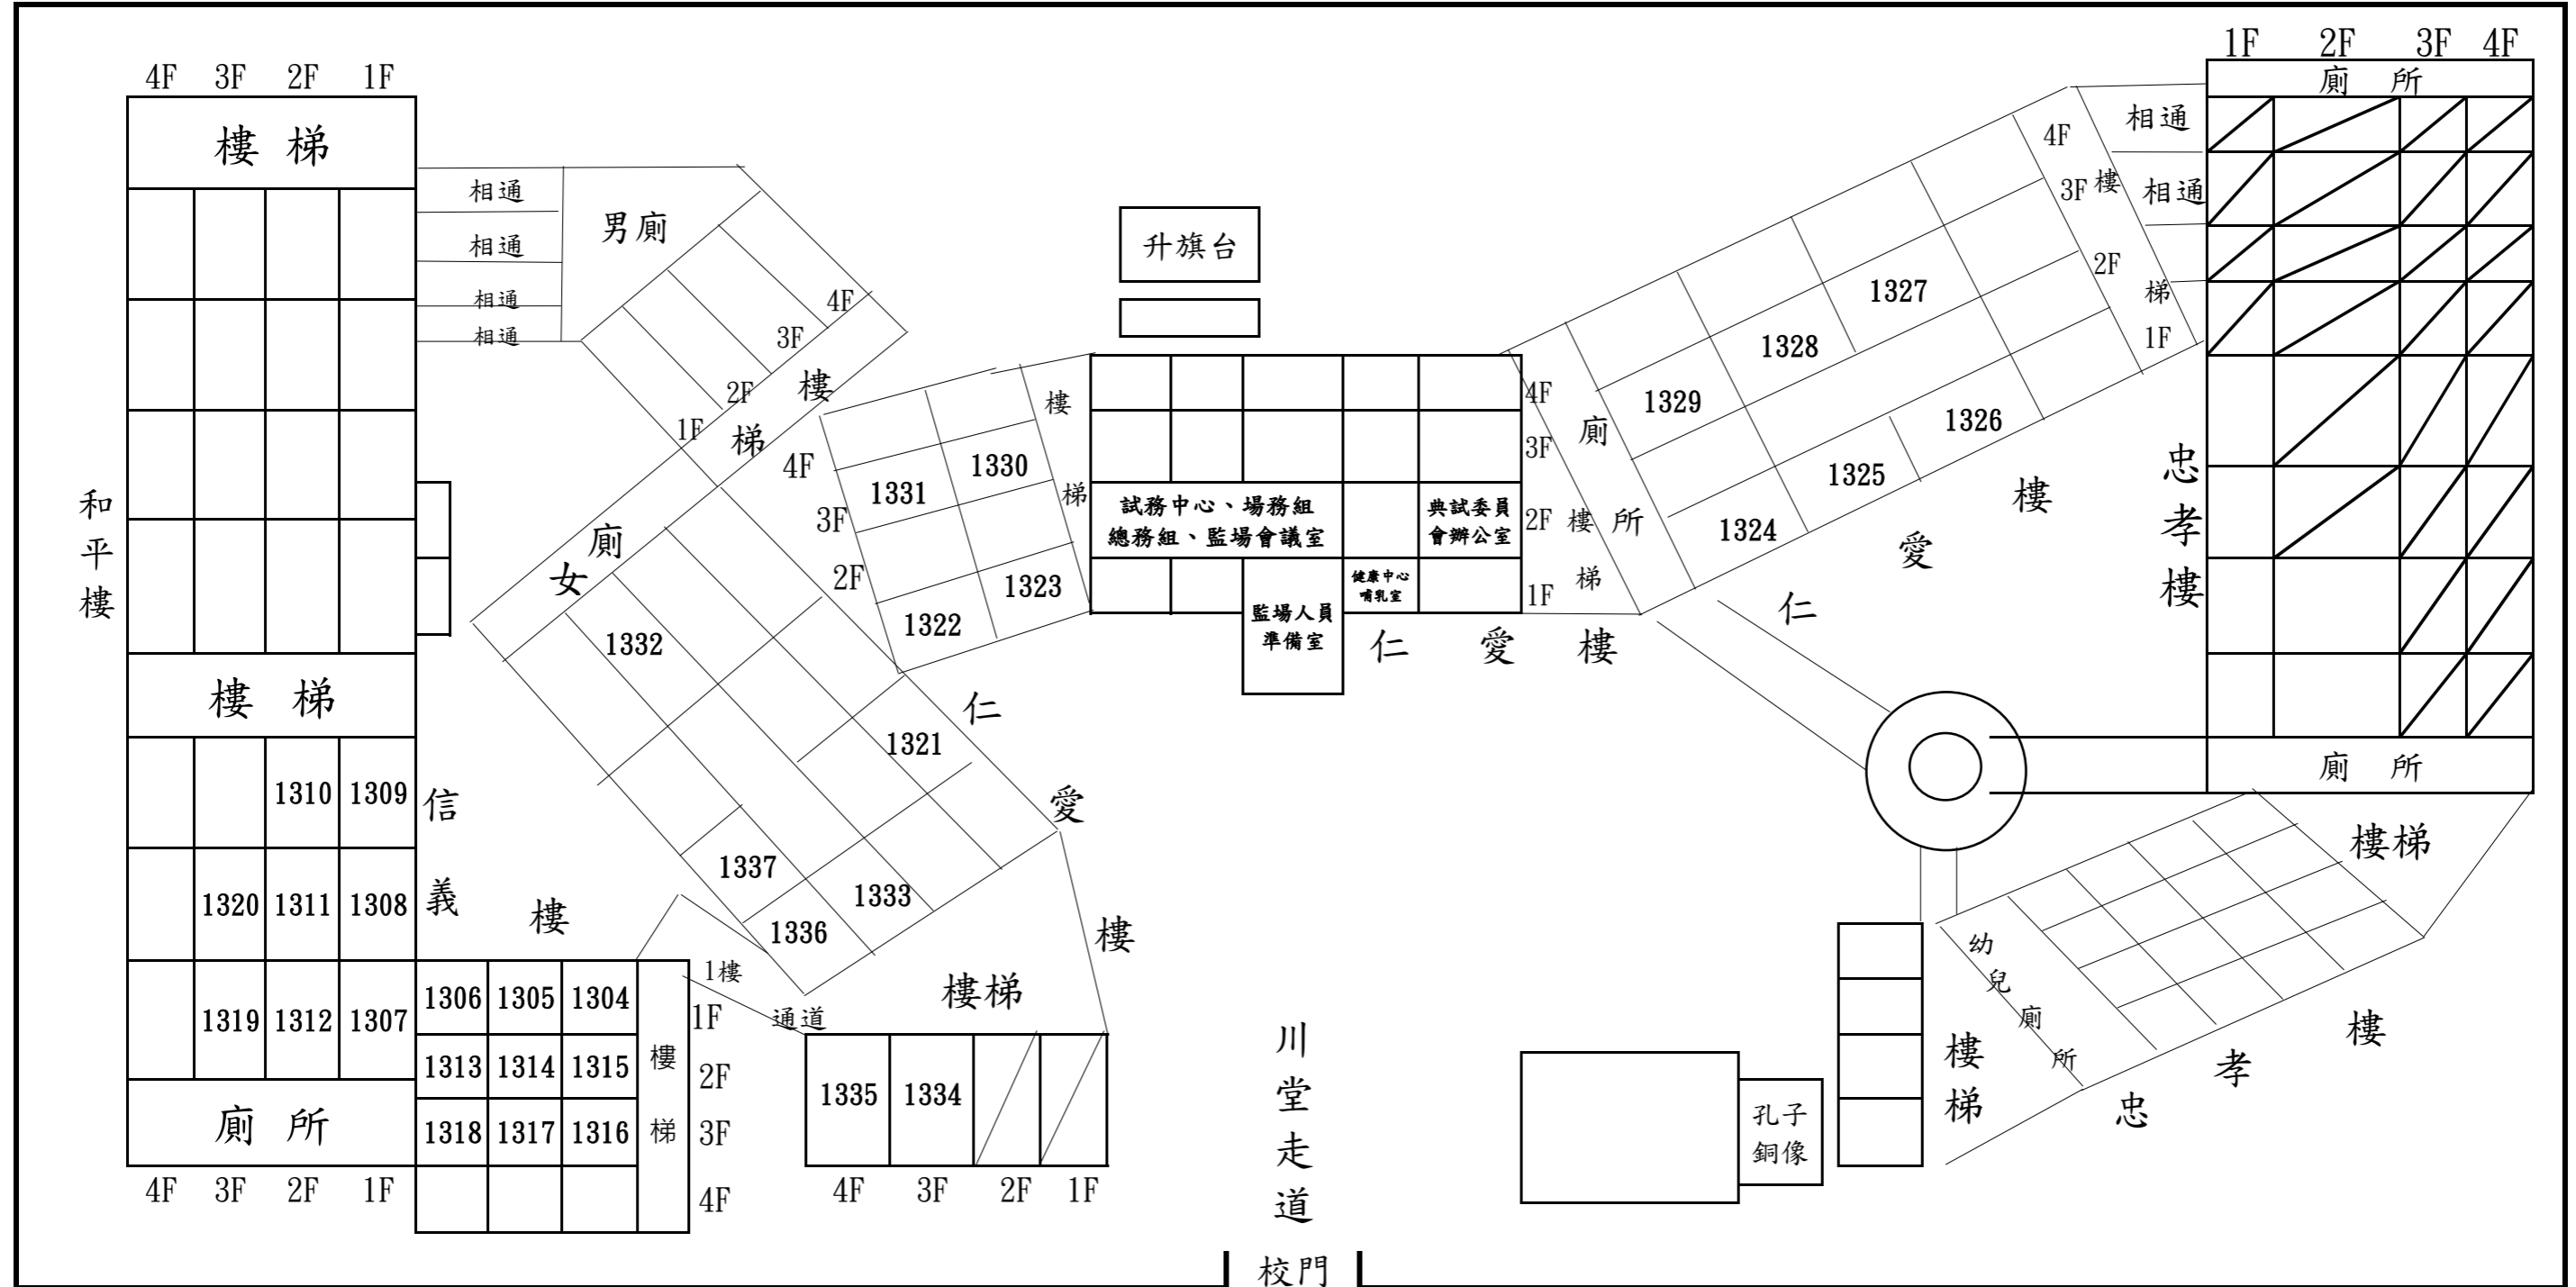 4F 3F 2F 1F
樓梯
相通
相通
相通
相通
男廁
4F
3F
2F
1F
樓梯
女廁
和平樓
樓梯
1310 1309
1320 1311 1308
1319 1312 1307
廁所
4F 3F 2F 1F
信義樓
1306 1305 1304
1313 1314 1315
1318 1317 1316
樓梯
1F
2F
3F
4F
1樓
通道
1332
1321
1337
1333
1336
仁愛樓
樓梯
1335 1334
4F 3F 2F 1F
4F
3F
2F
1331 1330
1322 1323
樓梯
升旗台
試務中心、場務組
總務組、監場會議室
典試委員
會辦公室
健康中心
哺乳室
監場人員
準備室
4F
3F
2F
1F
樓梯
廁所
仁愛樓
1329 1328 1327
1324 1325 1326
4F
3F
2F
1F
樓梯
相通
相通
仁愛樓
1F 2F 3F 4F
廁所
忠孝樓
廁所
樓梯
幼兒廁所
樓梯
忠孝樓
孔子
銅像
川堂走道
校門